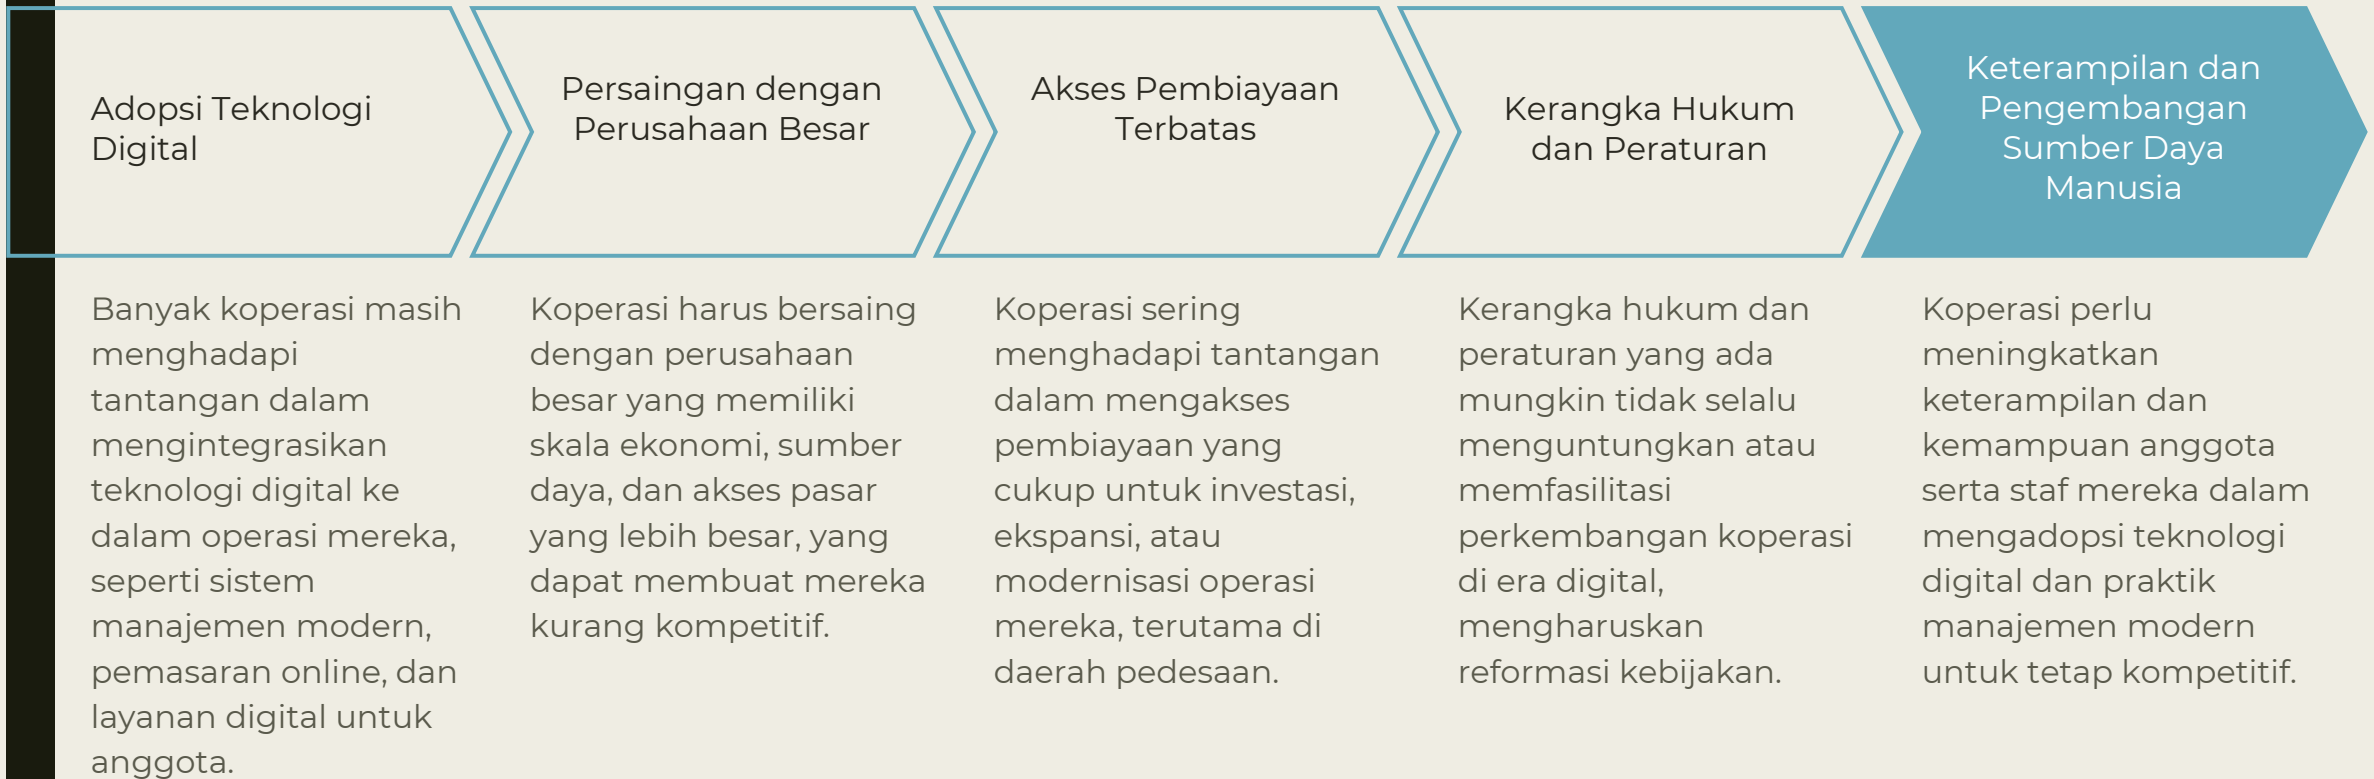 Adopsi Teknologi
Digital
Banyak koperasi masih
menghadapi
tantangan dalam
mengintegrasikan
teknologi digital ke
dalam operasi mereka,
seperti sistem
manajemen modern,
pemasaran online, dan
layanan digital untuk
anggota.
Persaingan dengan
Perusahaan Besar
Koperasi harus bersaing
dengan perusahaan
besar yang memiliki
skala ekonomi, sumber
daya, dan akses pasar
yang lebih besar, yang
dapat membuat mereka
kurang kompetitif.
Akses Pembiayaan
Terbatas
Koperasi sering
menghadapi tantangan
dalam mengakses
pembiayaan yang
cukup untuk investasi,
ekspansi, atau
modernisasi operasi
mereka, terutama di
daerah pedesaan.
Kerangka Hukum
dan Peraturan
Kerangka hukum dan
peraturan yang ada
mungkin tidak selalu
menguntungkan atau
memfasilitasi
perkembangan koperasi
di era digital,
mengharuskan
reformasi kebijakan.
Keterampilan dan
Pengembangan
Sumber Daya
Manusia
Koperasi perlu
meningkatkan
keterampilan dan
kemampuan anggota
serta staf mereka dalam
mengadopsi teknologi
digital dan praktik
manajemen modern
untuk tetap kompetitif.